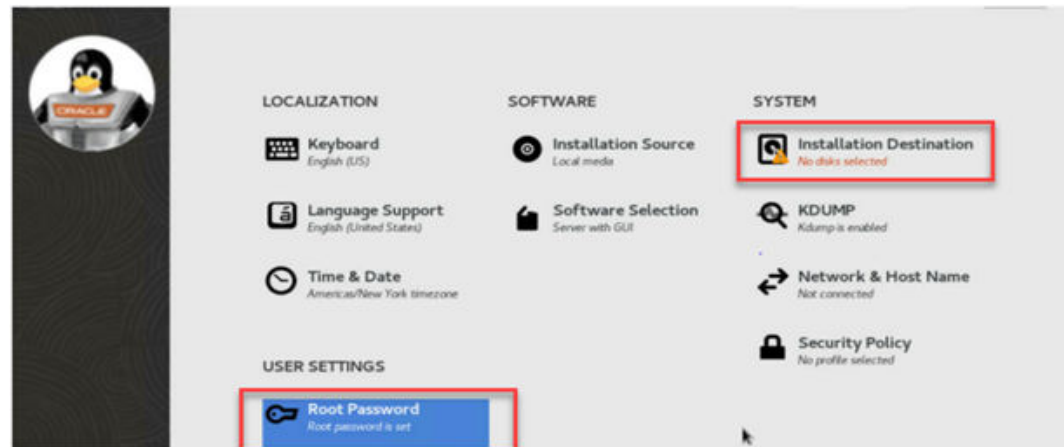 ORACLE
LOCALIZATION
Keyboard
English (US)
Language Support
English (United States)
Time & Date
Americas/New York timezone
SOFTWARE
Installation Source
Local media
Software Selection
Server with GUI
SYSTEM
Installation Destination
No disks selected
KDUMP
Kdump is enabled
Network & Host Name
Not connected
Security Policy
No profile selected
USER SETTINGS
Root Password
Root password is set